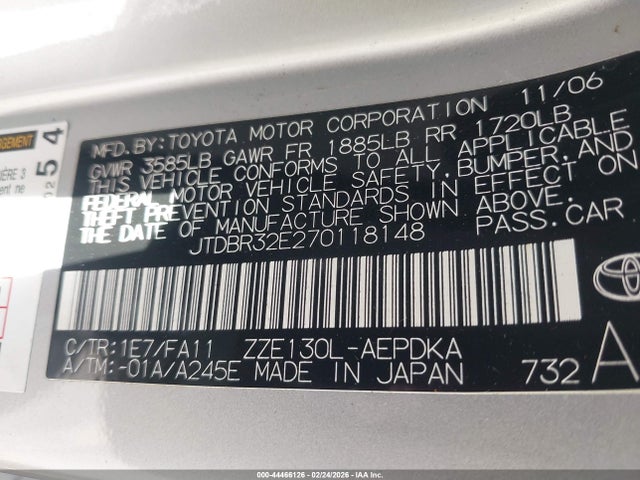 MFD. BY: TOYOTA MOTOR CORPORATION 11/06
GVWR 3585LB GAWR FR 1885LB RR 1720LB
THIS VEHICLE CONFORMS TO ALL APPLICABLE
FEDERAL MOTOR VEHICLE SAFETY, BUMPER, AND
THEFT PREVENTION STANDARDS IN EFFECT ON
THE DATE OF MANUFACTURE SHOWN ABOVE.
JTDBR32E270118148 PASS. CAR
C/TR: 1E7/FA11 ZZE130L-AEPDKA
A/TM: -01A/A245E MADE IN JAPAN 732 A
54
000-44466126 - 02/24/2026 - IAAI Inc.